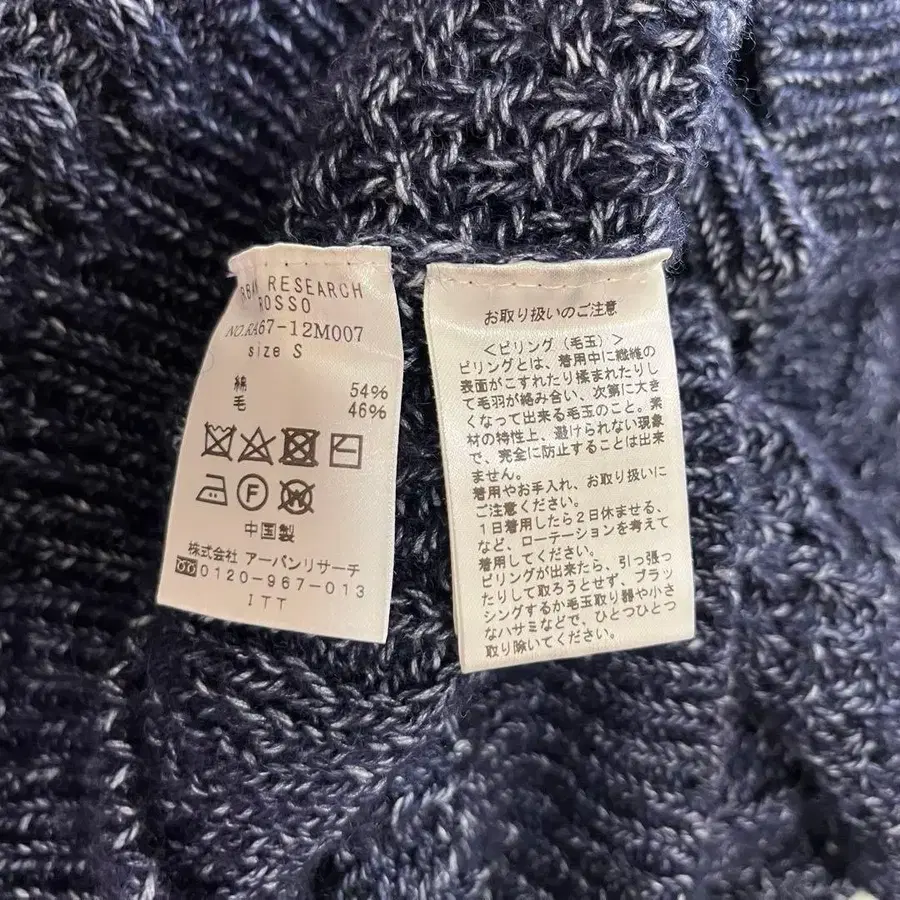 RBAN RESEARCH
ROSSO
NO.RA67-12M007
size S
綿 54%
毛 46%
F
W
中国製
株式会社 アーバンリサーチ
0120-967-013
ITT
お取り扱いのご注意
＜ピリング（毛玉）＞
ピリングとは、着用中に繊維の
表面がこすれたり揉まれたりし
て毛羽が絡み合い、次第に大き
くなって出来る毛玉のこと。素
材の特性上、避けられない現象
で、完全に防止することは出来
ません。
着用やお手入れ、お取り扱いに
ご注意ください。
１日着用したら２日休ませる、
など、ローテーションを考えて
着用してください。
ピリングが出来たら、引っ張っ
たりして取ろうとせず、ブラッ
シングするか毛玉取り器や小さ
なハサミなどで、ひとつひとつ
取り除いてください。